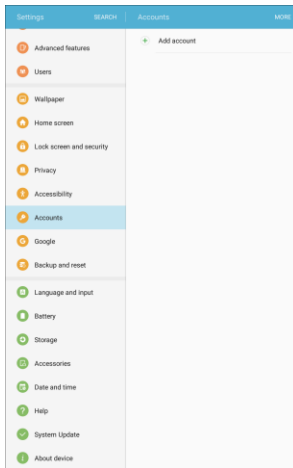 Settings SEARCH Accounts MORE
Advanced features
Add account
Users
Wallpaper
Home screen
Lock screen and security
Privacy
Accessibility
Accounts
Google
Backup and reset
Language and input
Battery
Storage
Accessories
Date and time
Help
System Update
About device